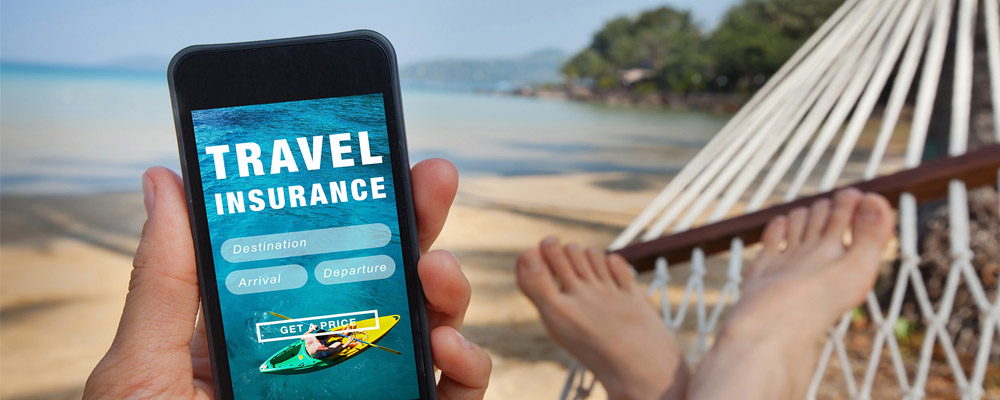 TRAVEL
INSURANCE
Destination
Arrival Departure
GET A PRICE